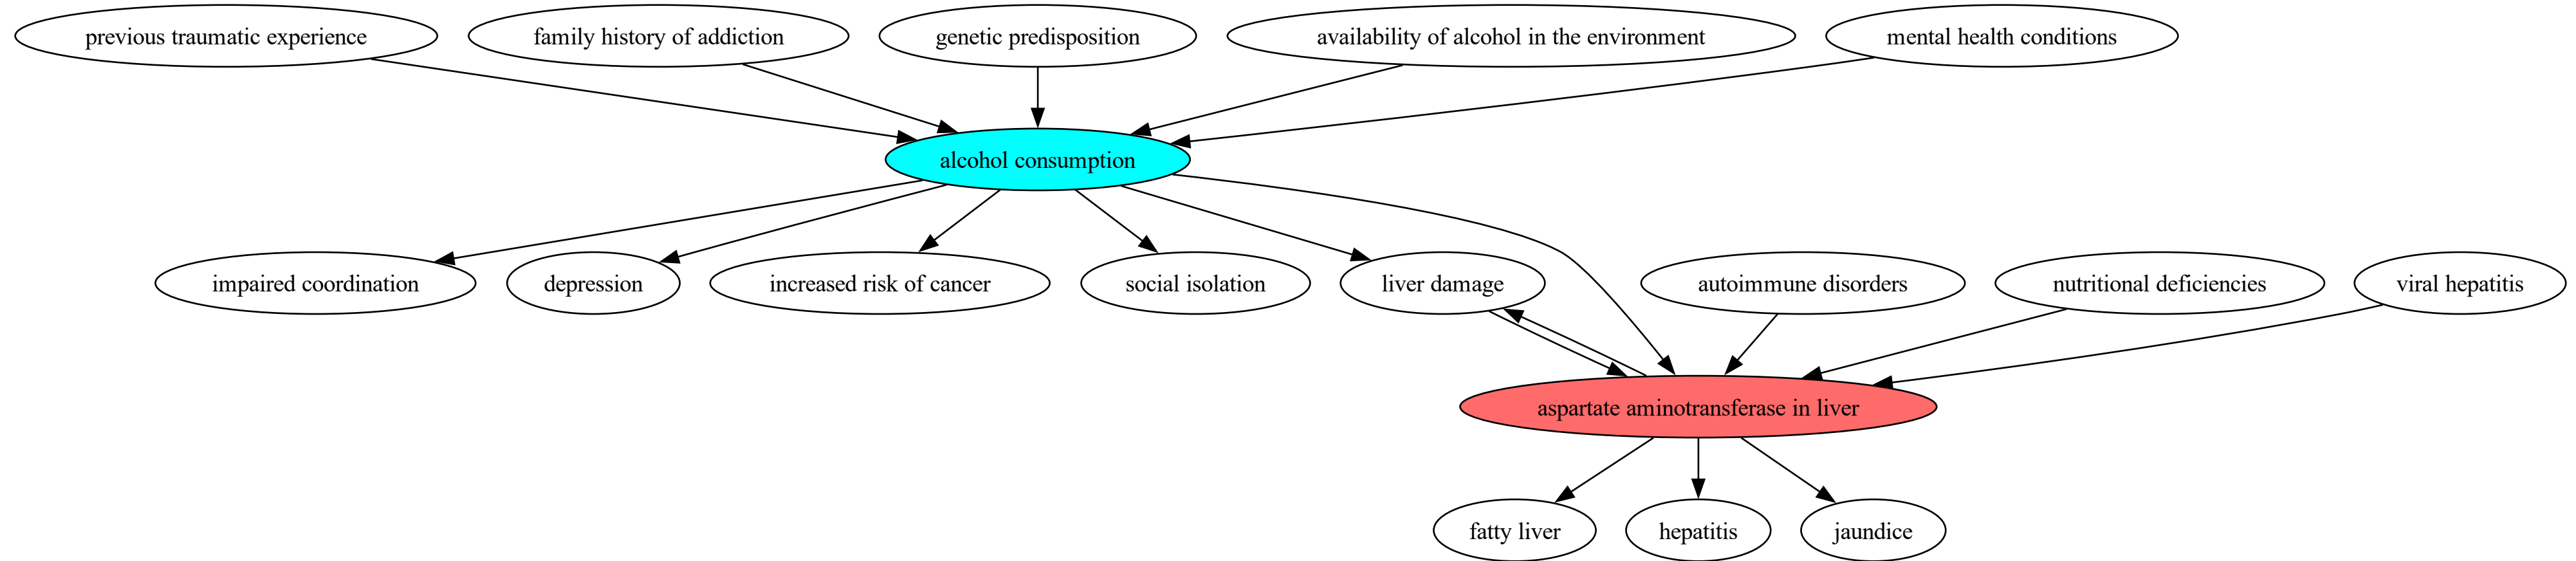 previous traumatic experience
family history of addiction
genetic predisposition
availability of alcohol in the environment
mental health conditions
alcohol consumption
impaired coordination
depression
increased risk of cancer
social isolation
liver damage
autoimmune disorders
nutritional deficiencies
viral hepatitis
aspartate aminotransferase in liver
fatty liver
hepatitis
jaundice